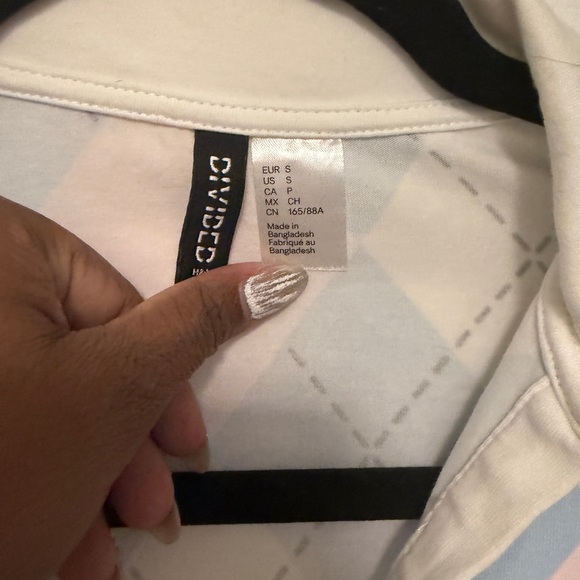 DIVIDED
EUR S
US S
CA P
MX CH
CN 165/88A
Made in
Bangladesh
Fabriqué au
Bangladesh